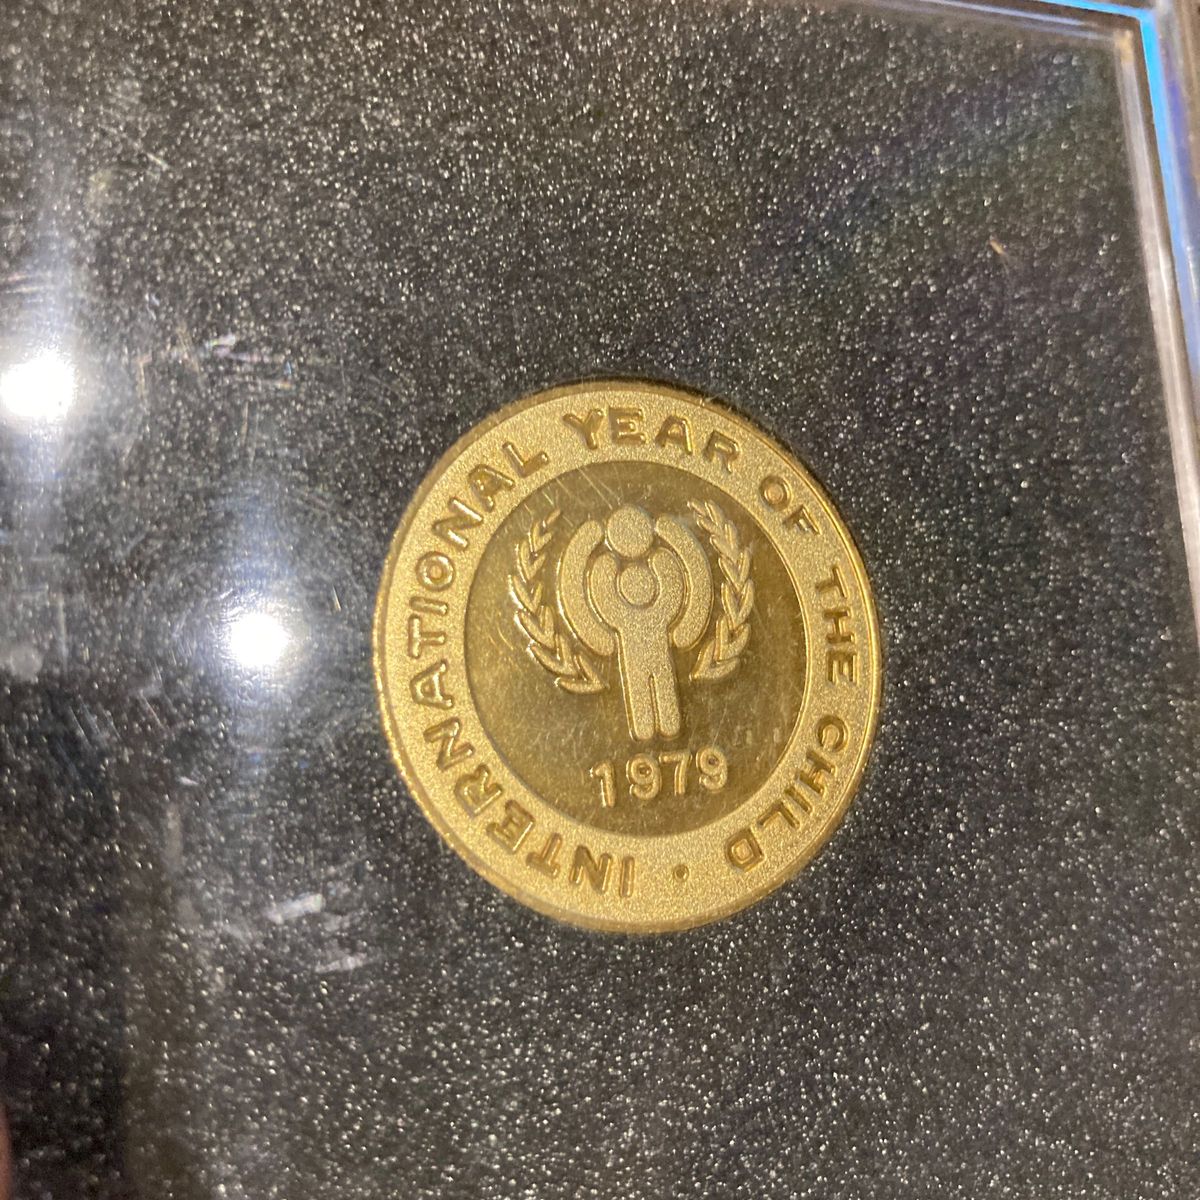 INTERNATIONAL YEAR OF THE CHILD ·
1979